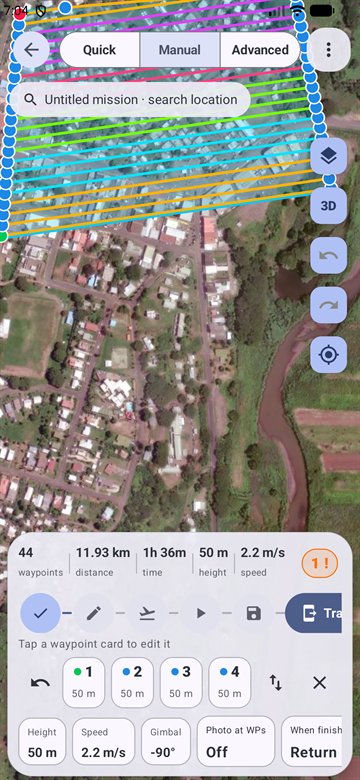 7:04
Quick Manual Advanced
Untitled mission · search location
3D
44 11.93 km 1h 36m 50 m 2.2 m/s 1 !
waypoints distance time height speed
Tra
Tap a waypoint card to edit it
1 2 3 4
50 m 50 m 50 m 50 m
Height Speed Gimbal Photo at WPs When finish
50 m 2.2 m/s -90° Off Return